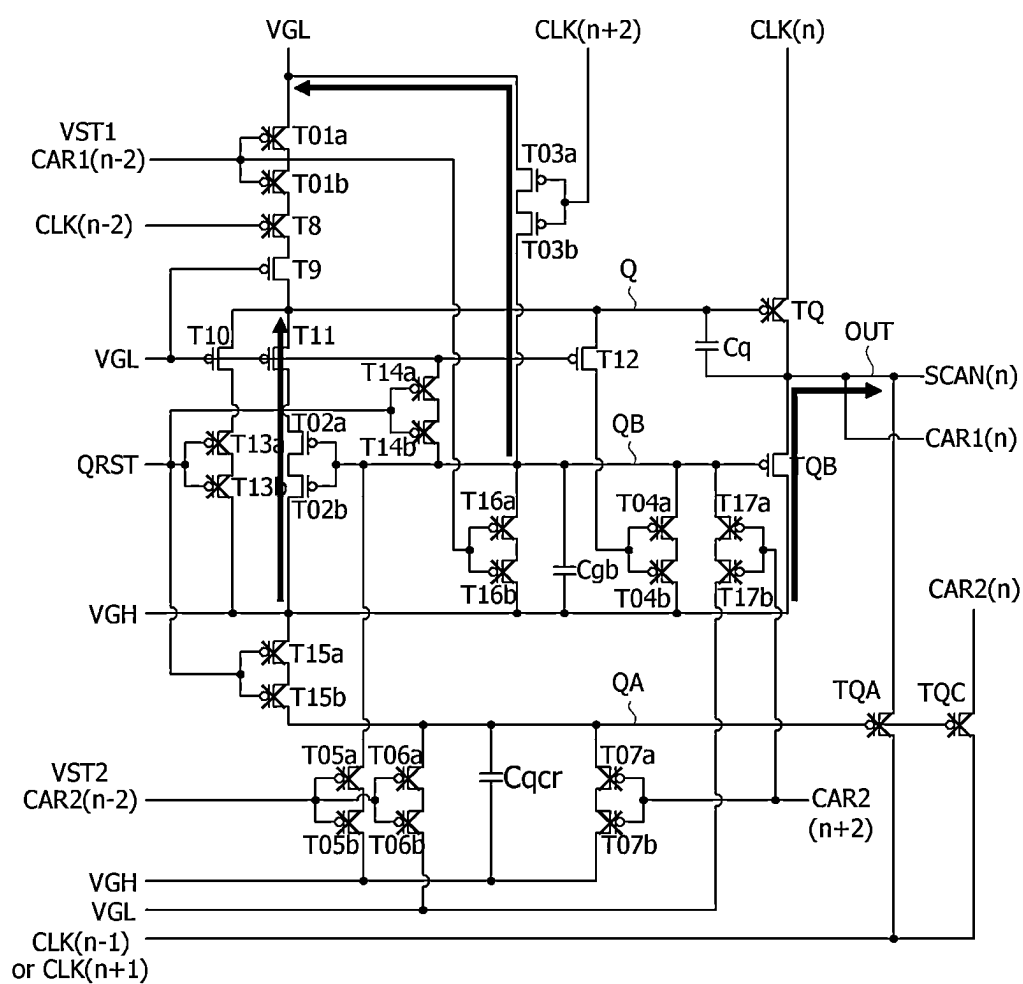 VGL
CLK(n+2)
CLK(n)
VST1
CAR1(n-2)
T01a
T01b
T03a
T03b
CLK(n-2)
T8
T9
Q
TQ
T10
T11
OUT
VGL
T12
Cq
SCAN(n)
T14a
T14b
T02a
QB
CAR1(n)
QRST
T13a
T13b
T02b
TQB
T16a
T16b
Cgb
T04a
T04b
T17a
T17b
VGH
CAR2(n)
T15a
T15b
QA
TQA
TQC
VST2
CAR2(n-2)
T05a
T06a
Cqcr
T07a
T05b
T06b
T07b
CAR2
(n+2)
VGH
VGL
CLK(n-1)
or CLK(n+1)